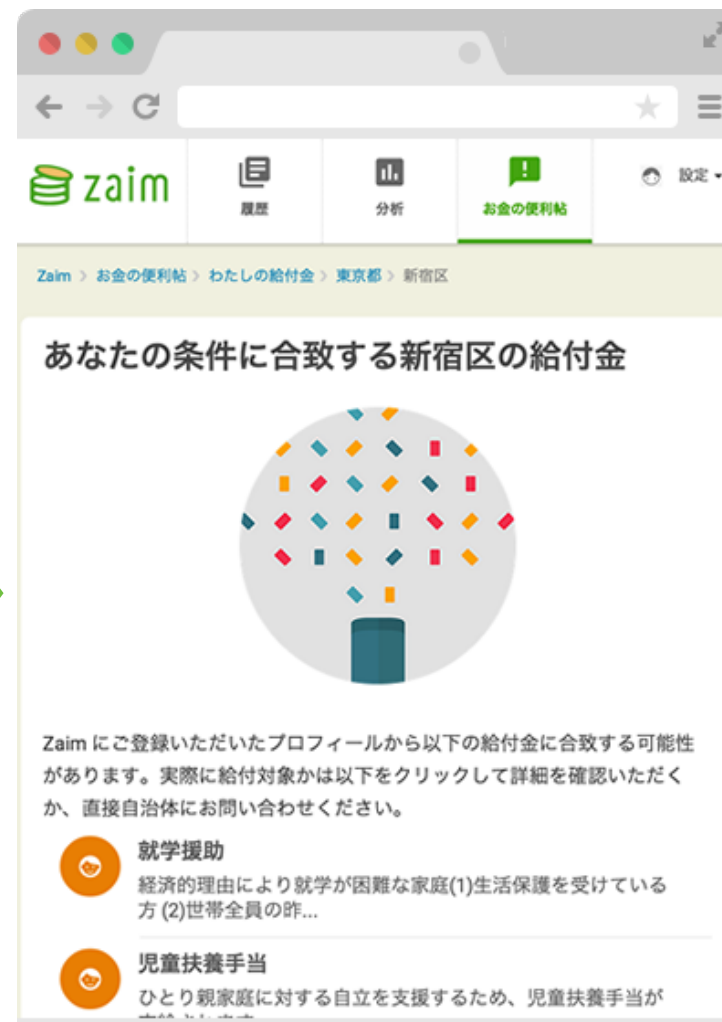 zaim
履歴
分析
お金の便利帖
設定
Zaim > お金の便利帖 > わたしの給付金 > 東京都 > 新宿区
あなたの条件に合致する新宿区の給付金
Zaim にご登録いただいたプロフィールから以下の給付金に合致する可能性
があります。実際に給付対象かは以下をクリックして詳細を確認いただく
か、直接自治体にお問い合わせください。
就学援助
経済的理由により就学が困難な家庭(1)生活保護を受けている
方 (2)世帯全員の昨...
児童扶養手当
ひとり親家庭に対する自立を支援するため、児童扶養手当が